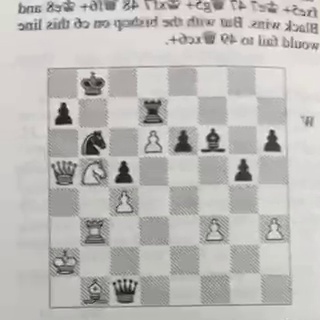 ♔e7 47 ♕g5+ ♔xf7 48 ♕f6+ ♔e8 and
Black wins. But with the bishop on c6 this line
would fail to 49 ♕xc6+.
W